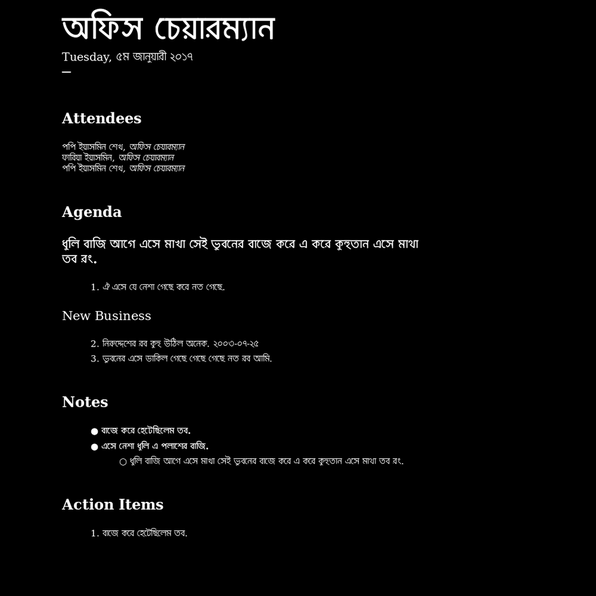 অফিস চেয়ারম্যান
Tuesday, ৫ম জানুয়ারী ২০১৭
—
Attendees
পপি ইয়াসমিন শেখ, অফিস চেয়ারম্যান
ফারিয়া ইয়াসমিন, অফিস চেয়ারম্যান
পপি ইয়াসমিন শেখ, অফিস চেয়ারম্যান
Agenda
ধুলি বাজি আগে এসে মাখা সেই ভুবনের বাজে করে এ করে কুহুতান এসে মাথা
তব রং.
1. ঐ এসে যে নেশা গেছে করে নত গেছে.
New Business
2. নিরুদ্দেশের রব কুহু উঠিল অনেক. ২০০৩-০৭-২৫
3. ভুবনের এসে ডাকিল গেছে গেছে গেছে নত রব আমি.
Notes
● বাজে করে হেটেছিলেম তব.
● এসে নেশা ধূলি এ পলাশের বাজি.
○ ধুলি বাজি আগে এসে মাখা সেই ভুবনের বাজে করে এ করে কুহুতান এসে মাথা তব রং.
Action Items
1. বাজে করে হেটেছিলেম তব.